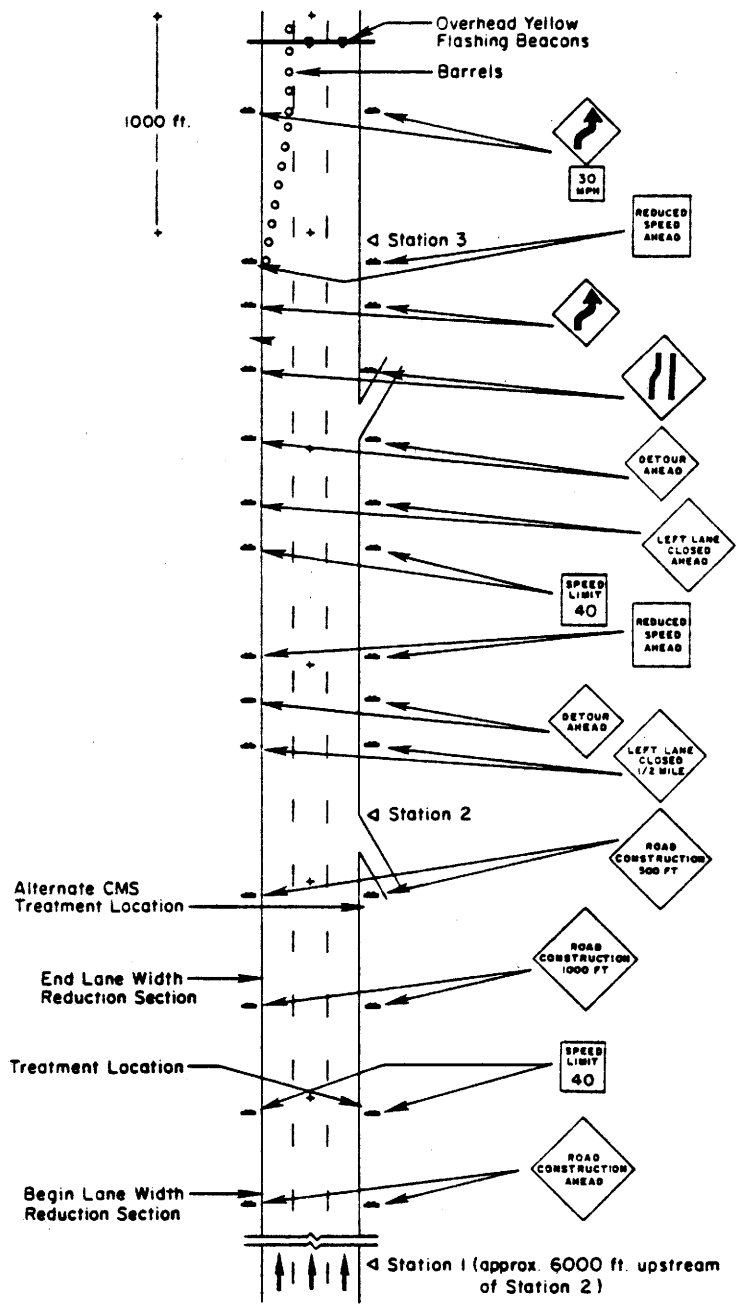 Overhead Yellow
Flashing Beacons
Barrels
1000 ft.
30
MPH
REDUCED
SPEED
AHEAD
Station 3
DETOUR
AHEAD
LEFT LANE
CLOSED
AHEAD
SPEED
LIMIT
40
REDUCED
SPEED
AHEAD
DETOUR
AHEAD
LEFT LANE
CLOSED
1/2 MILE
Station 2
ROAD
CONSTRUCTION
500 FT
Alternate CMS
Treatment Location
ROAD
CONSTRUCTION
1000 FT
End Lane Width
Reduction Section
SPEED
LIMIT
40
Treatment Location
ROAD
CONSTRUCTION
AHEAD
Begin Lane Width
Reduction Section
Station 1 (approx. 6000 ft. upstream
of Station 2)